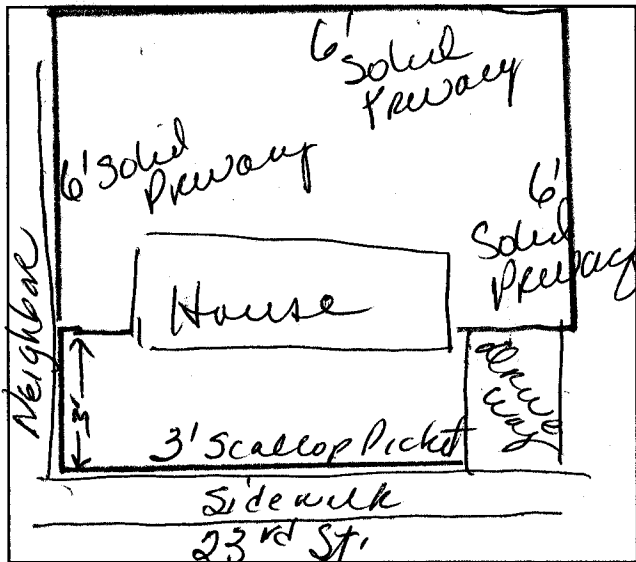 6'
Solid
Privacy
6' Solid
Privacy
6'
Solid
Privacy
House
Neighbor
3'
Drive
way
3' Scallop Picket
Sidewalk
23rd St.